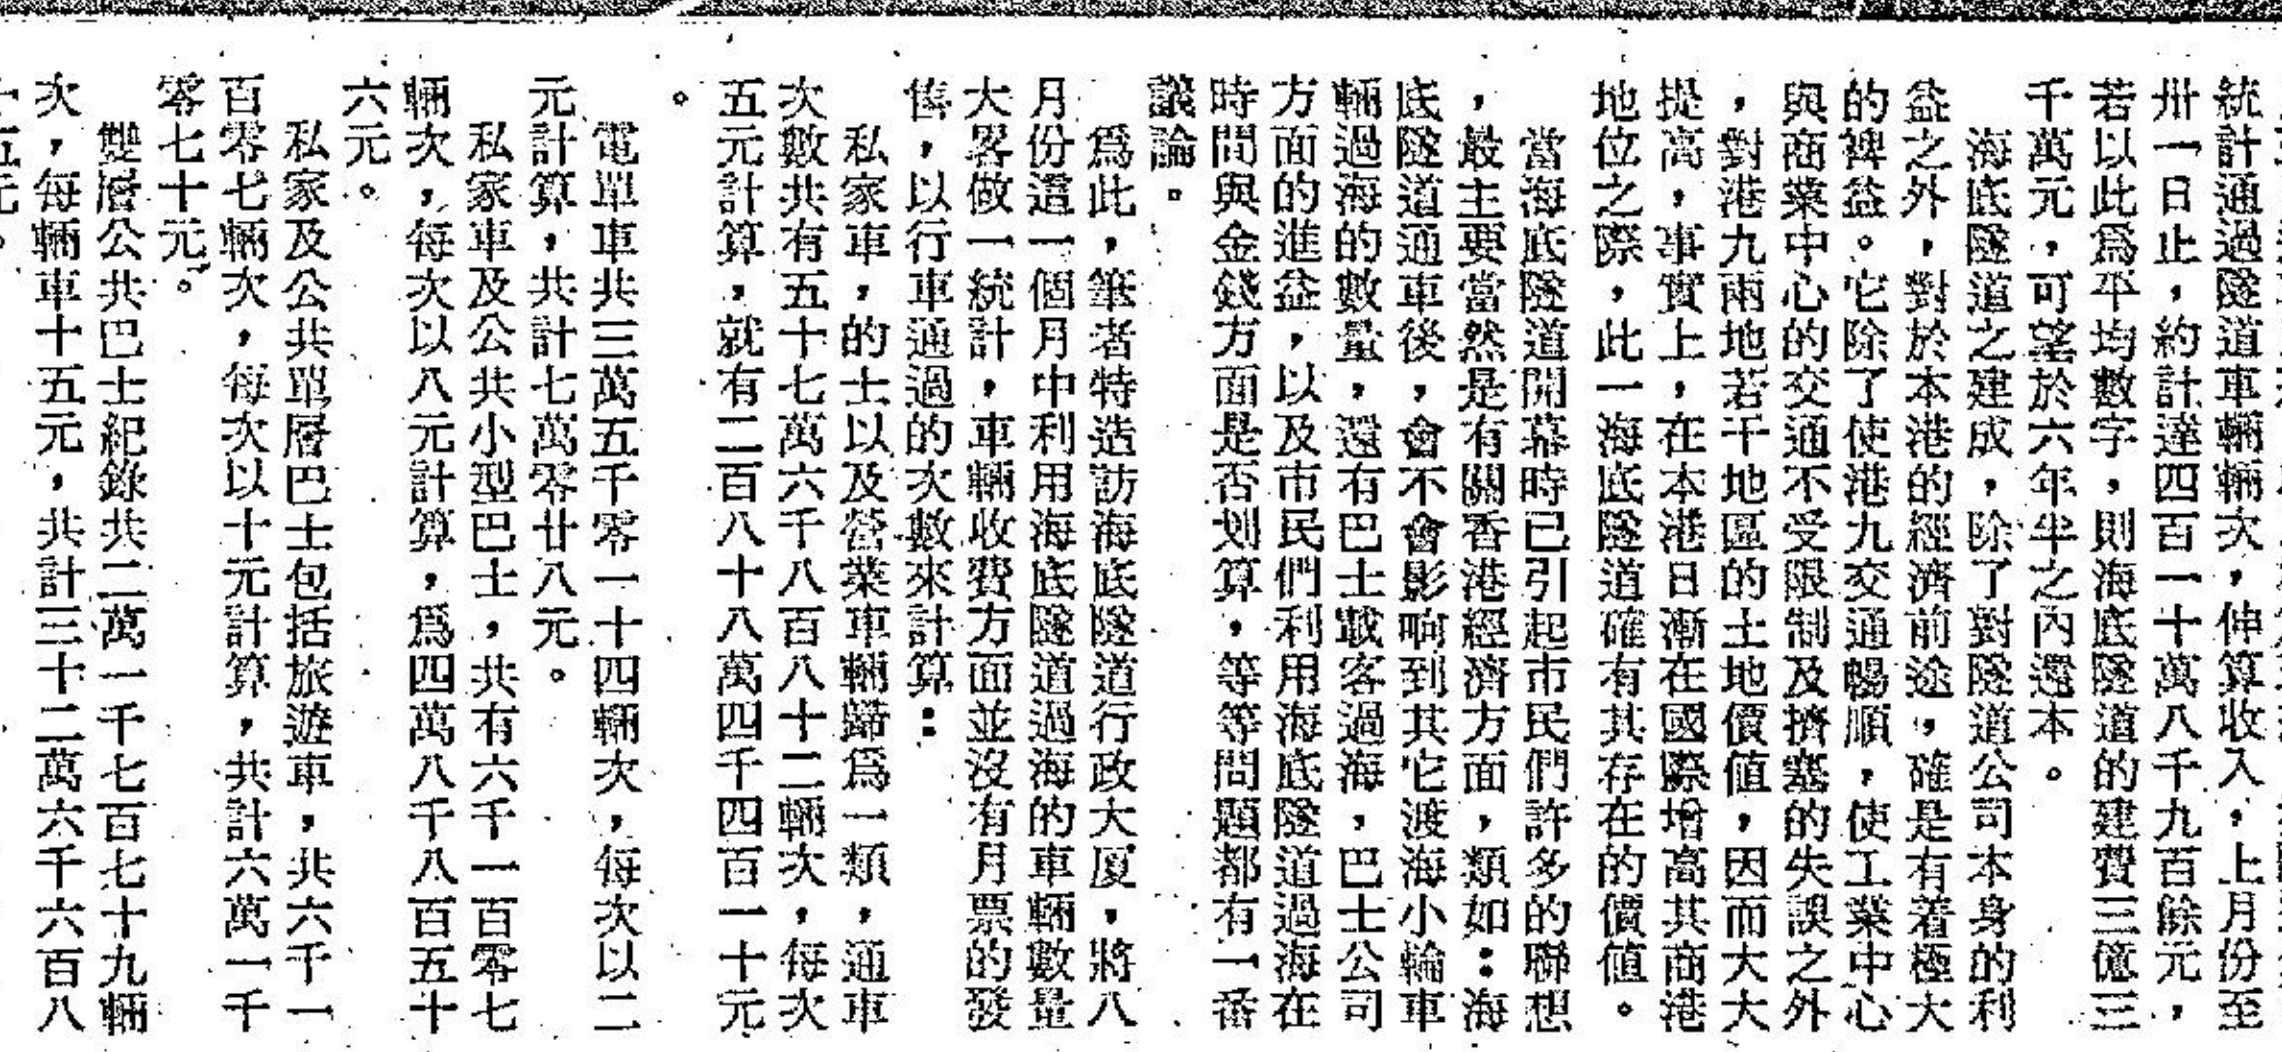 統計通過隧道車輛輛次，伸算收入，上月份至
卅一日止，約計達四百一十萬八千九百餘元，
若以此爲平均數字，則海底隧道的建費三億三
千萬元，可望於六年半之內還本。
海底隧道之建成，除了對隧道公司本身的利
益之外，對於本港的經濟前途，確是有着極大
的裨益。它除了使港九交通暢順，使工業中心
與商業中心的交通不受限制及擠塞的失誤之外
，對港九兩地若干地區的土地價值，因而大大
提高，事實上，在本港日漸在國際增高其商港
地位之際，此一海底隧道確有其存在的價值。
當海底隧道開幕時已引起市民們許多的聯想
，最主要當然是有關香港經濟方面，類如：海
底隧道通車後，會不會影响到其它渡海小輪車
輛過海的數量，還有巴士載客過海，巴士公司
方面的進益，以及市民們利用海底隧道過海在
時間與金錢方面是否划算，等等問題都有一番
議論。
爲此，筆者特造訪海底隧道行政大厦，將八
月份這一個月中利用海底隧道過海的車輛數量
大畧做一統計，車輛收費方面並沒有月票的發
售，以行車通過的次數來計算：
私家車，的士以及營業車輛歸爲一類，通車
次數共有五十七萬六千八百八十二輛次，每次
五元計算，就有二百八十八萬四千四百一十元
。
電單車共三萬五千零一十四輛次，每次以二
元計算，共計七萬零廿八元。
私家車及公共小型巴士，共有六千一百零七
輛次，每次以八元計算，爲四萬八千八百五十
六元。
私家及公共單層巴士包括旅遊車，共六千一
百零七輛次，每次以十元計算，共計六萬一千
零七十元。
雙層公共巴士紀錄共二萬一千七百七十九輛
次，每輛車十五元，共計三十二萬六千六百八
十五元。